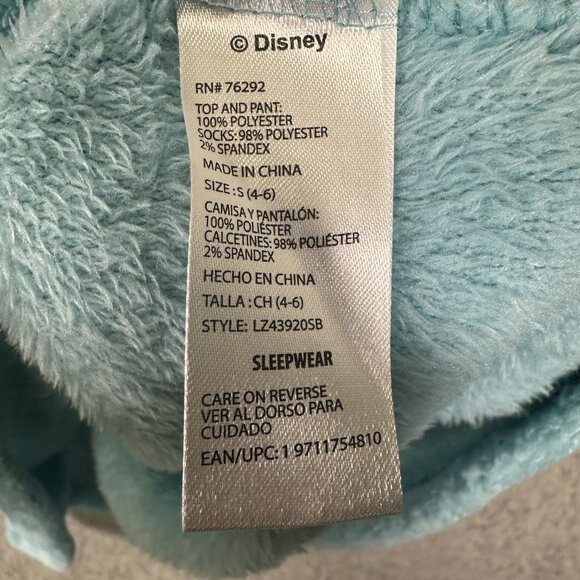 © Disney
RN# 76292
TOP AND PANT:
100% POLYESTER
SOCKS: 98% POLYESTER
2% SPANDEX
MADE IN CHINA
SIZE : S (4-6)
CAMISA Y PANTALÓN:
100% POLIÉSTER
CALCETINES: 98% POLIÉSTER
2% SPANDEX
HECHO EN CHINA
TALLA : CH (4-6)
STYLE: LZ43920SB
SLEEPWEAR
CARE ON REVERSE
VER AL DORSO PARA
CUIDADO
EAN/UPC: 1 9711754810